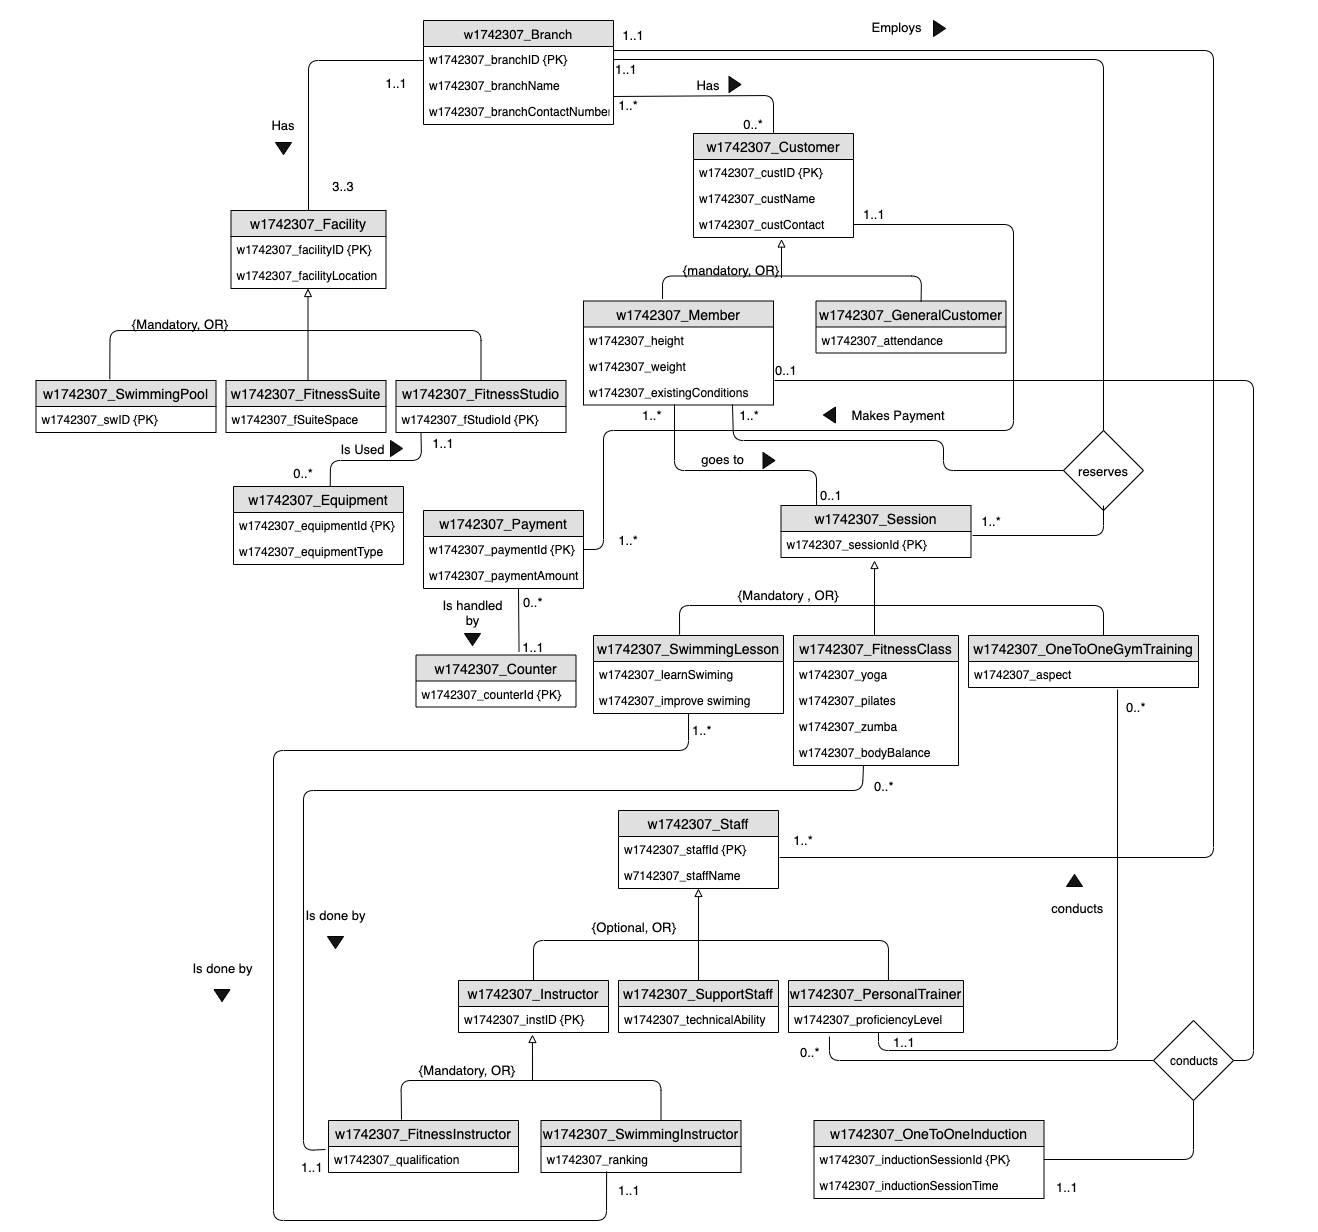 Employs
w1742307_Branch
1..1
w1742307_branchID {PK}
1..1
w1742307_branchName
1..1
Has
w1742307_branchContactNumber
1..*
Has
0..*
w1742307_Customer
w1742307_custID {PK}
3..3
w1742307_custName
w1742307_Facility
w1742307_custContact
1..1
w1742307_facilityID {PK}
w1742307_facilityLocation
{mandatory, OR}
{Mandatory, OR}
w1742307_Member
w1742307_GeneralCustomer
w1742307_height
w1742307_attendance
w1742307_weight
0..1
w1742307_existingConditions
w1742307_SwimmingPool
w1742307_FitnessSuite
w1742307_FitnessStudio
w1742307_swID {PK}
w1742307_fSuiteSpace
w1742307_fStudioId {PK}
1..*
1..*
Makes Payment
Is Used
1..1
goes to
reserves
0..*
0..1
w1742307_Equipment
w1742307_equipmentId {PK}
w1742307_equipmentType
w1742307_Payment
w1742307_paymentId {PK}
w1742307_paymentAmount
1..*
w1742307_Session
1..*
w1742307_sessionId {PK}
Is handled
by
0..*
1..1
{Mandatory , OR}
w1742307_Counter
w1742307_counterId {PK}
w1742307_SwimmingLesson
w1742307_learnSwiming
w1742307_improve swiming
w1742307_FitnessClass
w1742307_yoga
w1742307_pilates
w1742307_zumba
w1742307_bodyBalance
w1742307_OneToOneGymTraining
w1742307_aspect
1..*
0..*
0..*
w1742307_Staff
w1742307_staffId {PK}
w7142307_staffName
1..*
conducts
Is done by
{Optional, OR}
Is done by
w1742307_Instructor
w1742307_instID {PK}
w1742307_SupportStaff
w1742307_technicalAbility
w1742307_PersonalTrainer
w1742307_proficiencyLevel
0..*
1..1
conducts
{Mandatory, OR}
w1742307_FitnessInstructor
w1742307_qualification
1..1
w1742307_SwimmingInstructor
w1742307_ranking
1..1
w1742307_OneToOneInduction
w1742307_inductionSessionId {PK}
w1742307_inductionSessionTime
1..1